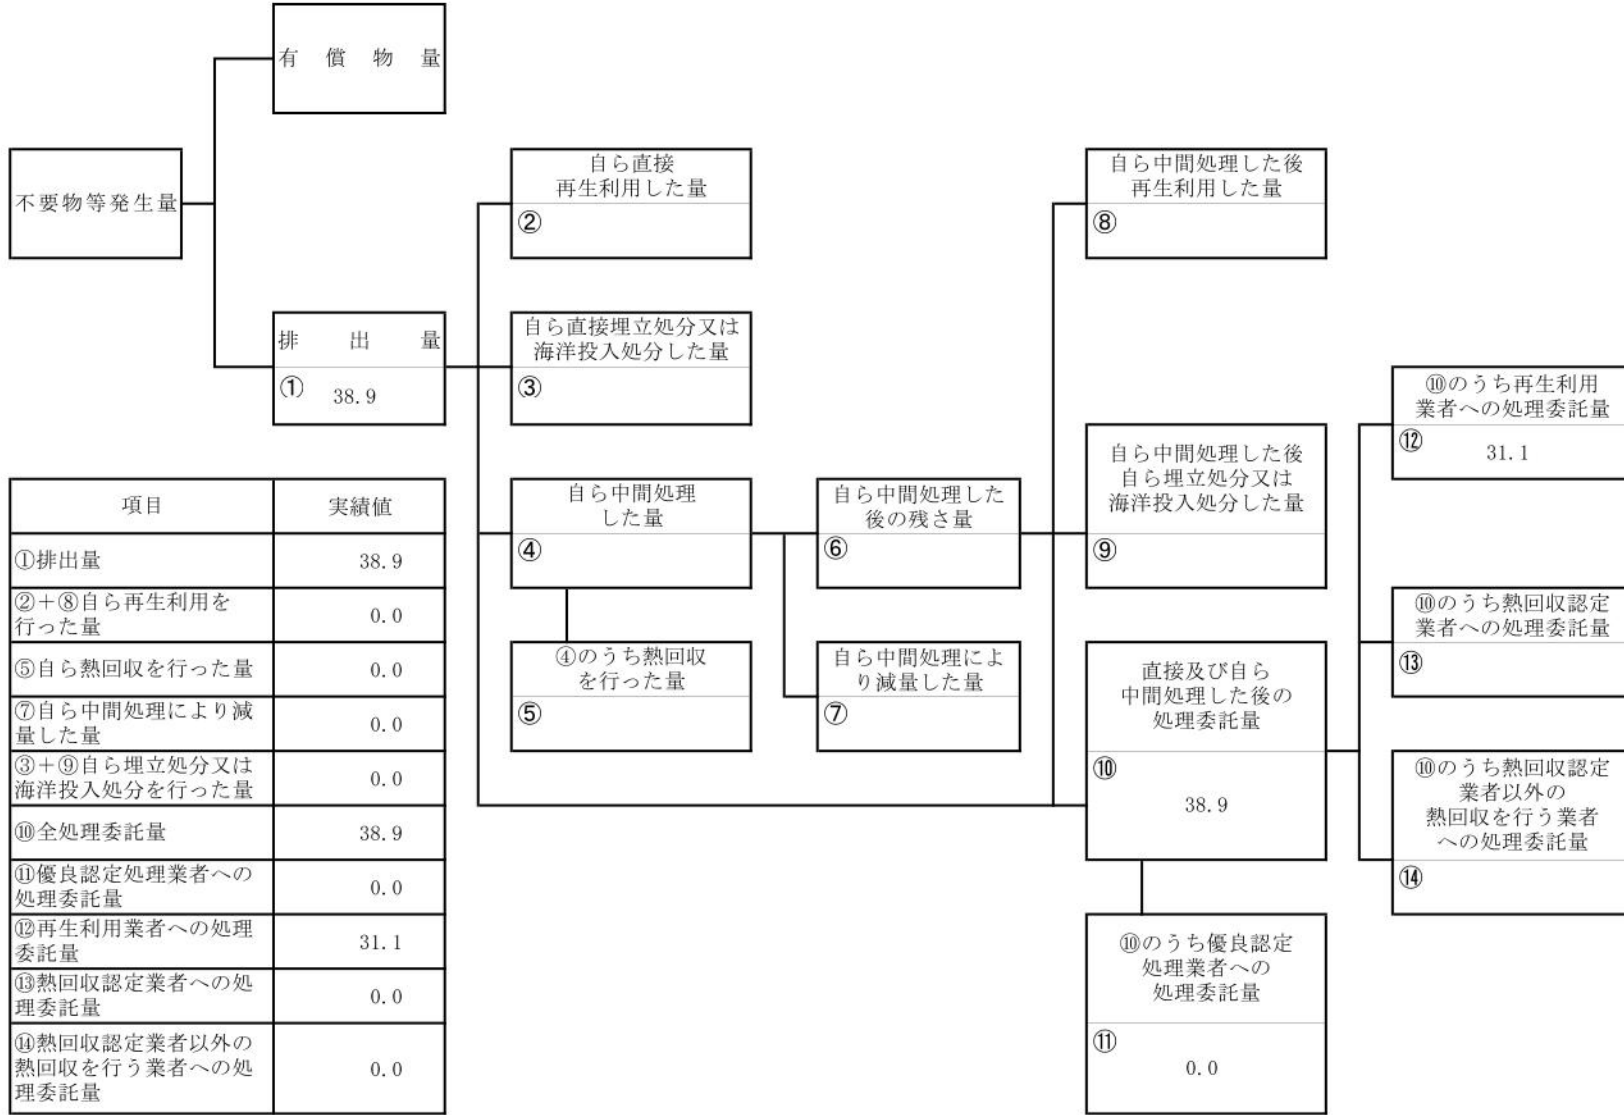 有償物量
不要物等発生量
排出量
①
38.9
自ら直接
再生利用した量
②
自ら直接埋立処分又は
海洋投入処分した量
③
自ら中間処理
した量
④
④のうち熱回収
を行った量
⑤
自ら中間処理した
後の残さ量
⑥
自ら中間処理によ
り減量した量
⑦
自ら中間処理した後
再生利用した量
⑧
自ら中間処理した後
自ら埋立処分又は
海洋投入処分した量
⑨
直接及び自ら
中間処理した後の
処理委託量
⑩
38.9
⑩のうち優良認定
処理業者への
処理委託量
⑪
0.0
⑩のうち再生利用
業者への処理委託量
⑫
31.1
⑩のうち熱回収認定
業者への処理委託量
⑬
⑩のうち熱回収認定
業者以外の
熱回収を行う業者
への処理委託量
⑭
項目 実績値
①排出量 38.9
②+⑧自ら再生利用を
行った量 0.0
⑤自ら熱回収を行った量 0.0
⑦自ら中間処理により減
量した量 0.0
③+⑨自ら埋立処分又は
海洋投入処分を行った量 0.0
⑩全処理委託量 38.9
⑪優良認定処理業者への
処理委託量 0.0
⑫再生利用業者への処理
委託量 31.1
⑬熱回収認定業者への処
理委託量 0.0
⑭熱回収認定業者以外の
熱回収を行う業者への処
理委託量 0.0